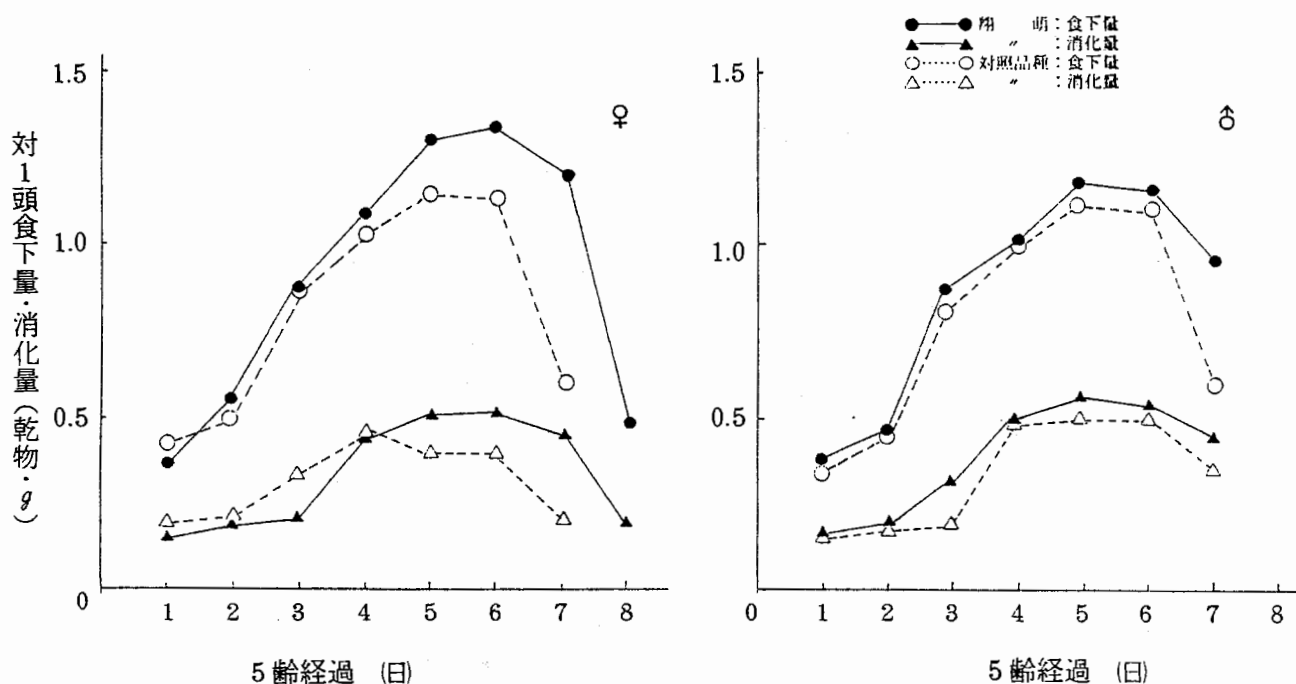 翔 萌：食下量
〃 ：消化量
対照品種：食下量
〃 ：消化量
対1頭食下量・消化量（乾物・g）
1.5
1.0
0.5
0
♀
1 2 3 4 5 6 7 8
5齢経過 (日)
1.5
1.0
0.5
0
♂
1 2 3 4 5 6 7 8
5齢経過 (日)